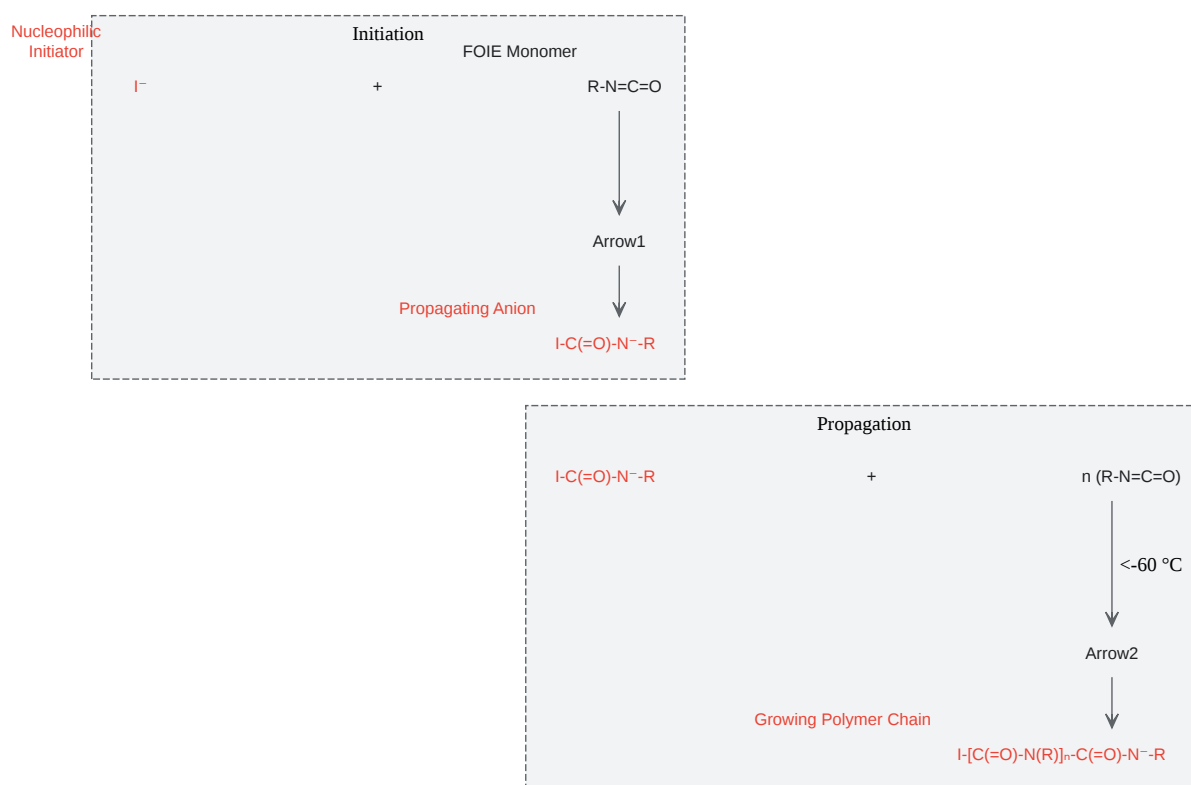 Nucleophilic
Initiator
Initiation
FOIE Monomer
I⁻
+
R-N=C=O
Arrow1
Propagating Anion
I-C(=O)-N⁻-R
Propagation
I-C(=O)-N⁻-R
+
n (R-N=C=O)
<-60 °C
Arrow2
Growing Polymer Chain
I-[C(=O)-N(R)]ₙ-C(=O)-N⁻-R